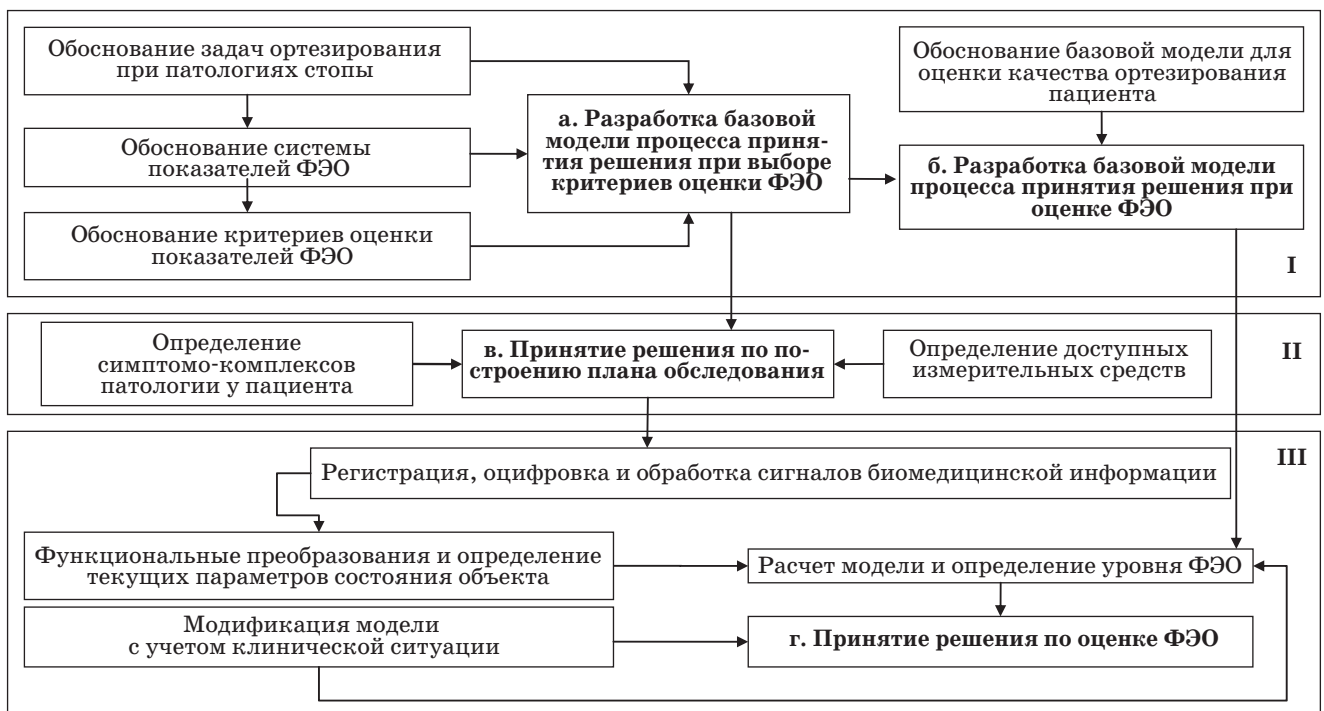 Обоснование задач ортезирования
при патологиях стопы
Обоснование системы
показателей ФЭО
Обоснование критериев оценки
показателей ФЭО
а. Разработка базовой
модели процесса приня-
тия решения при выборе
критериев оценки ФЭО
Обоснование базовой модели для
оценки качества ортезирования
пациента
б. Разработка базовой модели
процесса принятия решения при
оценке ФЭО
I
Определение
симптомо-комплексов
патологии у пациента
в. Принятие решения по по-
строению плана обследования
Определение доступных
измерительных средств
II
Регистрация, оцифровка и обработка сигналов биомедицинской информации
III
Функциональные преобразования и определение
текущих параметров состояния объекта
Расчет модели и определение уровня ФЭО
Модификация модели
с учетом клинической ситуации
г. Принятие решения по оценке ФЭО